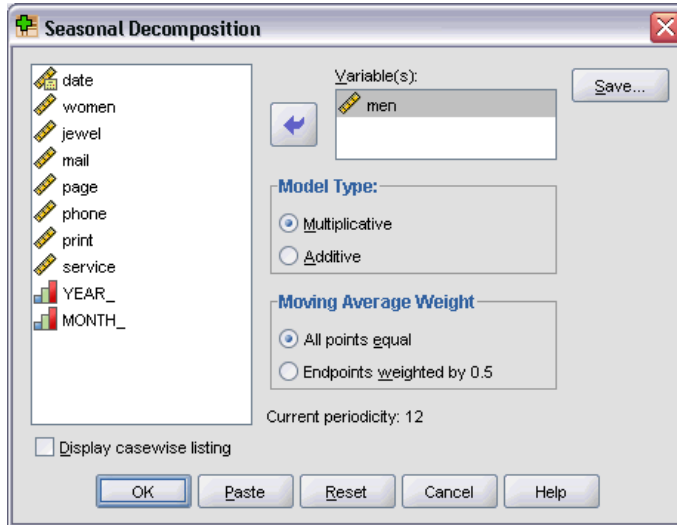 Seasonal Decomposition
date
women
jewel
mail
page
phone
print
service
YEAR_
MONTH_
Variable(s):
men
Save...
Model Type:
Multiplicative
Additive
Moving Average Weight
All points equal
Endpoints weighted by 0.5
Current periodicity: 12
Display casewise listing
OK Paste Reset Cancel Help